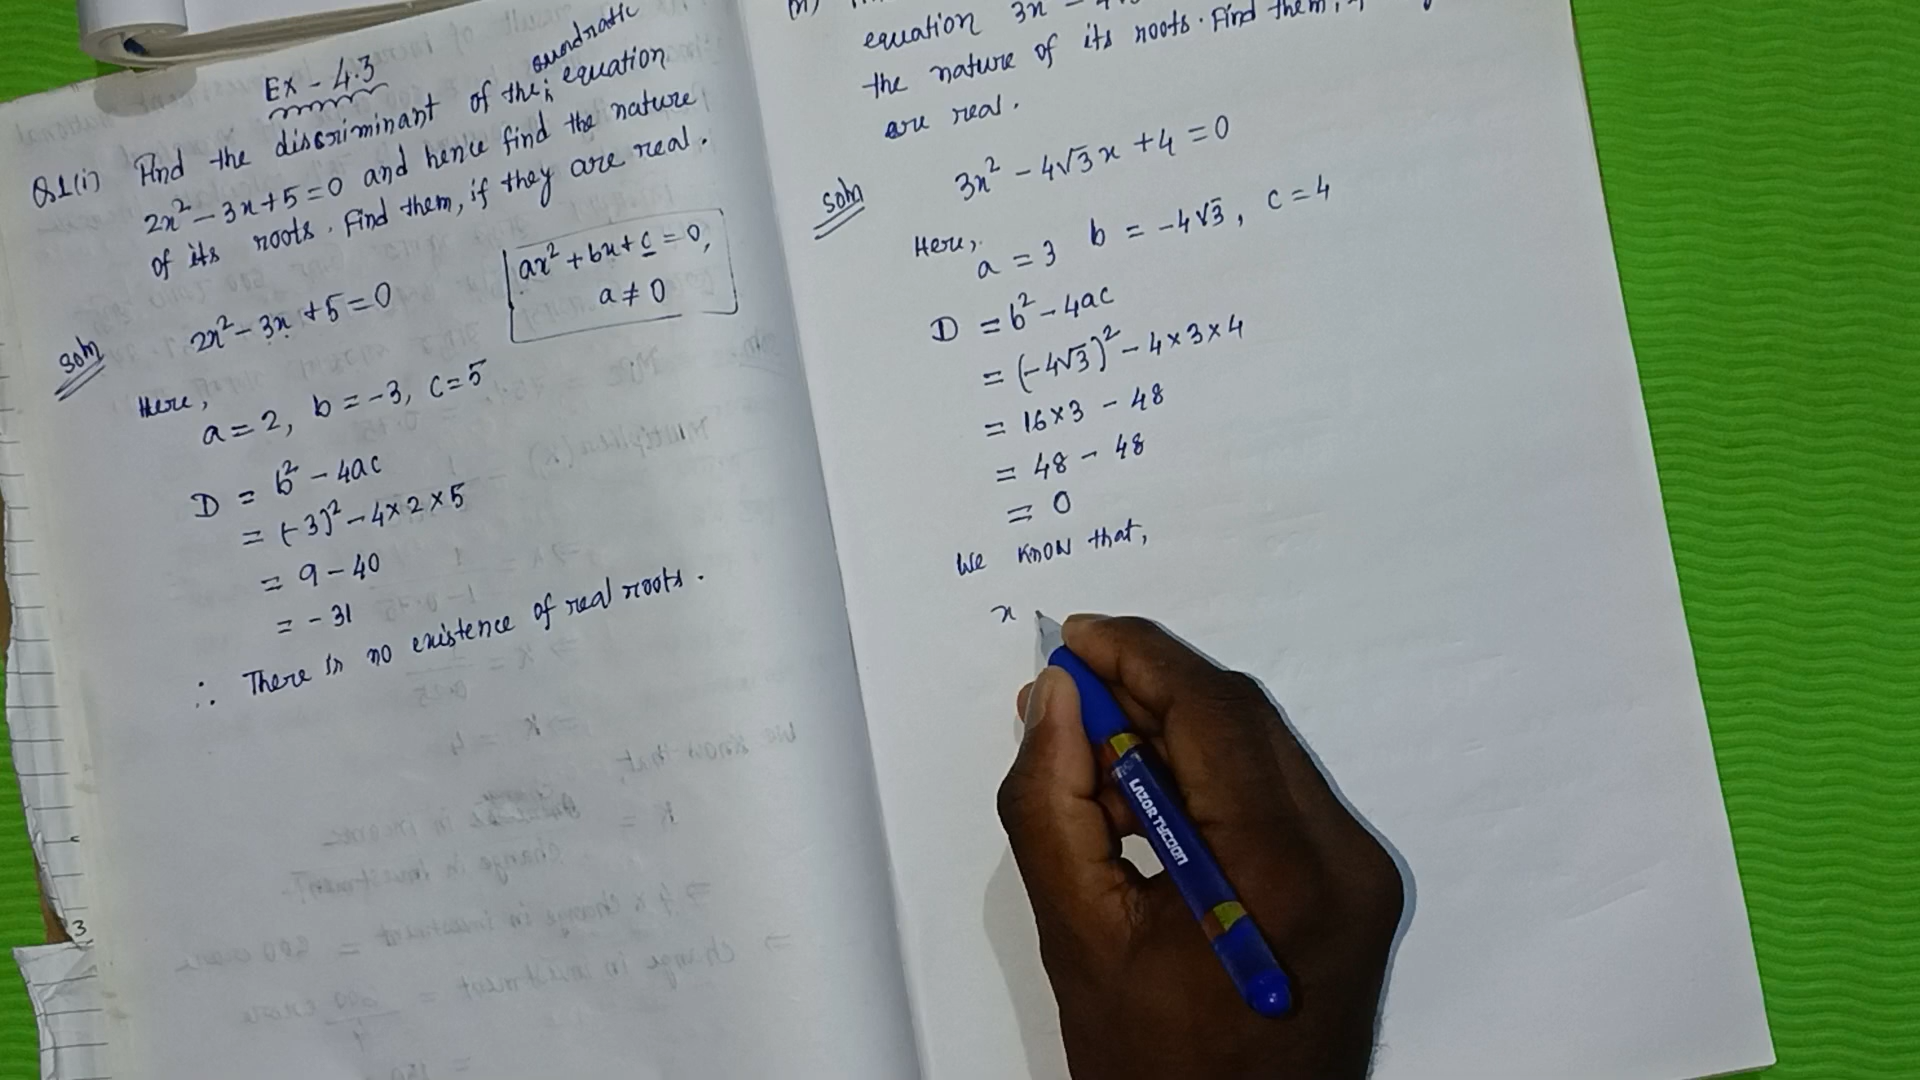 Ex - 4.3
quadratic
Q.1(i) Find the discriminant of the equation
2x² - 3x + 5 = 0 and hence find the nature
of its roots. Find them, if they are real.
Soln 2x² - 3x + 5 = 0
ax² + bx + c = 0,
a ≠ 0
Here,
a = 2, b = -3, c = 5
D = b² - 4ac
= (-3)² - 4×2×5
= 9 - 40
= -31
∴ There is no existence of real roots.
equation 3x
the nature of its roots. Find them,
are real.
Soln 3x² - 4√3x + 4 = 0
Here,
a = 3 b = -4√3, c = 4
D = b² - 4ac
= (-4√3)² - 4×3×4
= 16×3 - 48
= 48 - 48
= 0
We know that,
x
LAZOR TYCOON
3